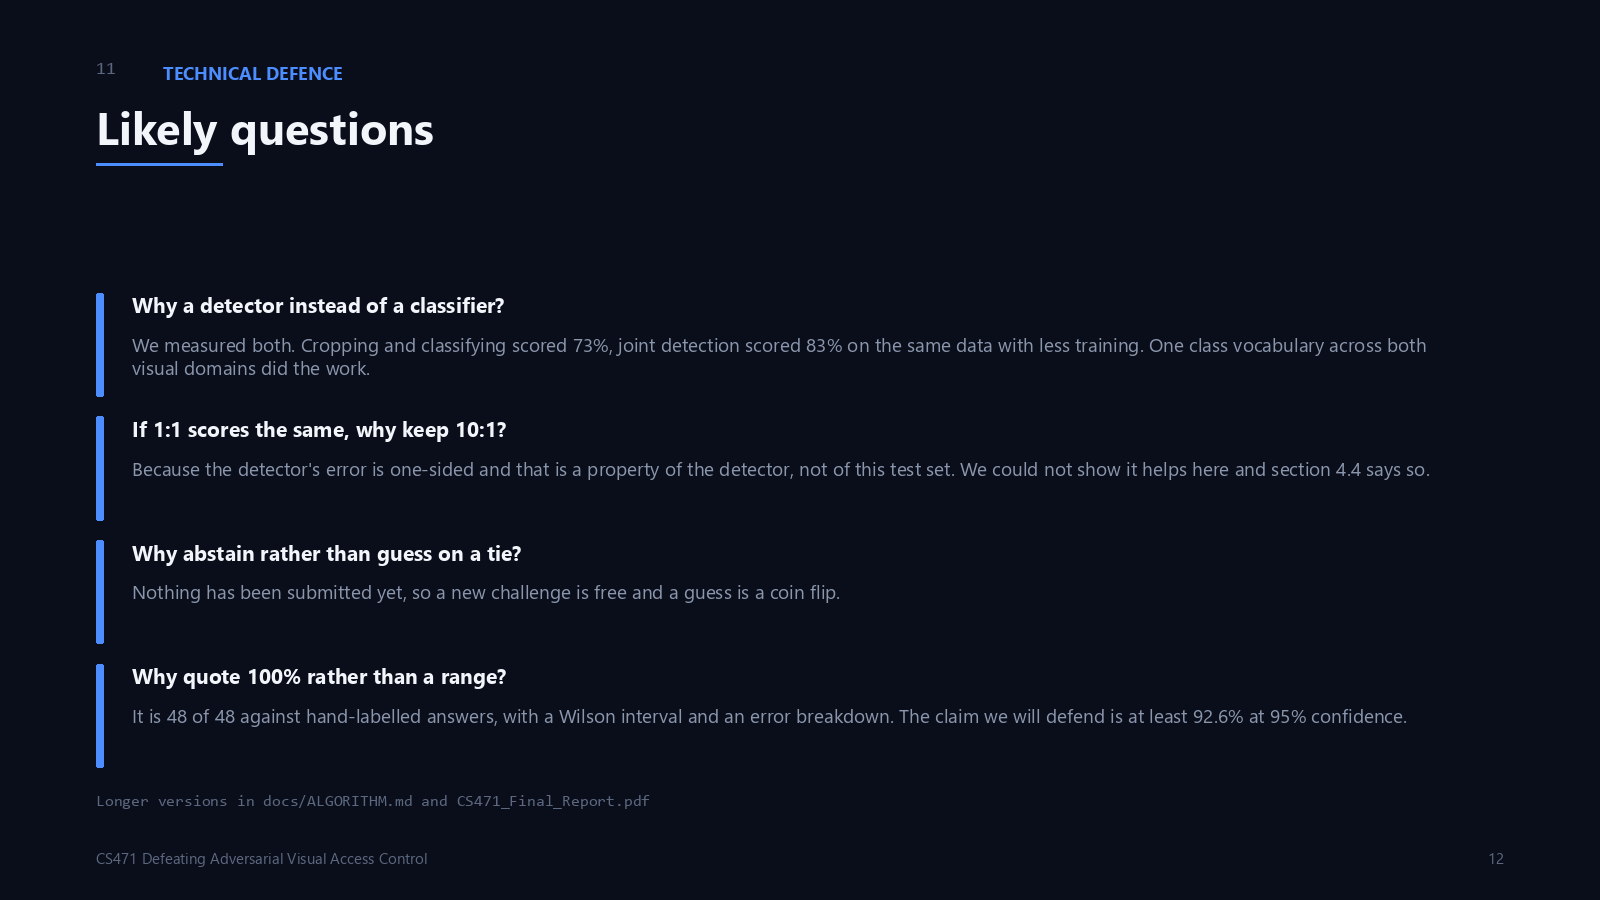 11
TECHNICAL DEFENCE
Likely questions
Why a detector instead of a classifier?
We measured both. Cropping and classifying scored 73%, joint detection scored 83% on the same data with less training. One class vocabulary across both
visual domains did the work.
If 1:1 scores the same, why keep 10:1?
Because the detector's error is one-sided and that is a property of the detector, not of this test set. We could not show it helps here and section 4.4 says so.
Why abstain rather than guess on a tie?
Nothing has been submitted yet, so a new challenge is free and a guess is a coin flip.
Why quote 100% rather than a range?
It is 48 of 48 against hand-labelled answers, with a Wilson interval and an error breakdown. The claim we will defend is at least 92.6% at 95% confidence.
Longer versions in docs/ALGORITHM.md and CS471_Final_Report.pdf
CS471 Defeating Adversarial Visual Access Control
12